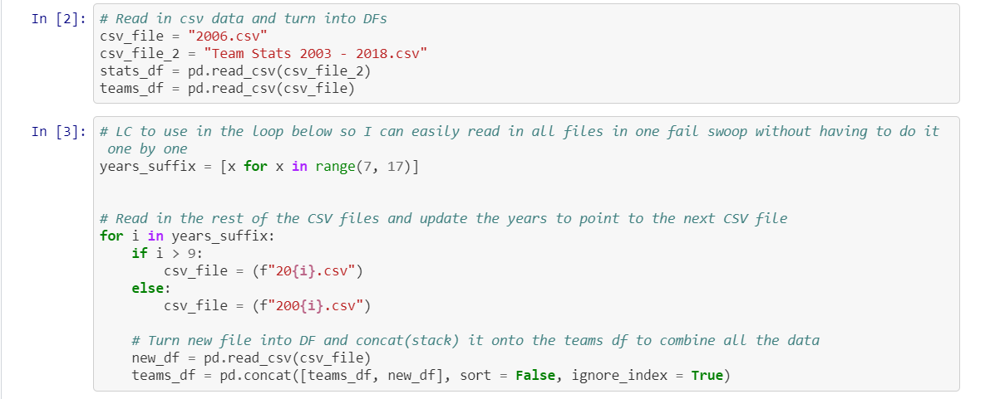 In [2]: # Read in csv data and turn into DFs
csv_file = "2006.csv"
csv_file_2 = "Team Stats 2003 - 2018.csv"
stats_df = pd.read_csv(csv_file_2)
teams_df = pd.read_csv(csv_file)
In [3]: # LC to use in the loop below so I can easily read in all files in one fail swoop without having to do it
one by one
years_suffix = [x for x in range(7, 17)]
# Read in the rest of the CSV files and update the years to point to the next CSV file
for i in years_suffix:
    if i > 9:
        csv_file = (f"20{i}.csv")
    else:
        csv_file = (f"200{i}.csv")
    # Turn new file into DF and concat(stack) it onto the teams df to combine all the data
    new_df = pd.read_csv(csv_file)
    teams_df = pd.concat([teams_df, new_df], sort = False, ignore_index = True)